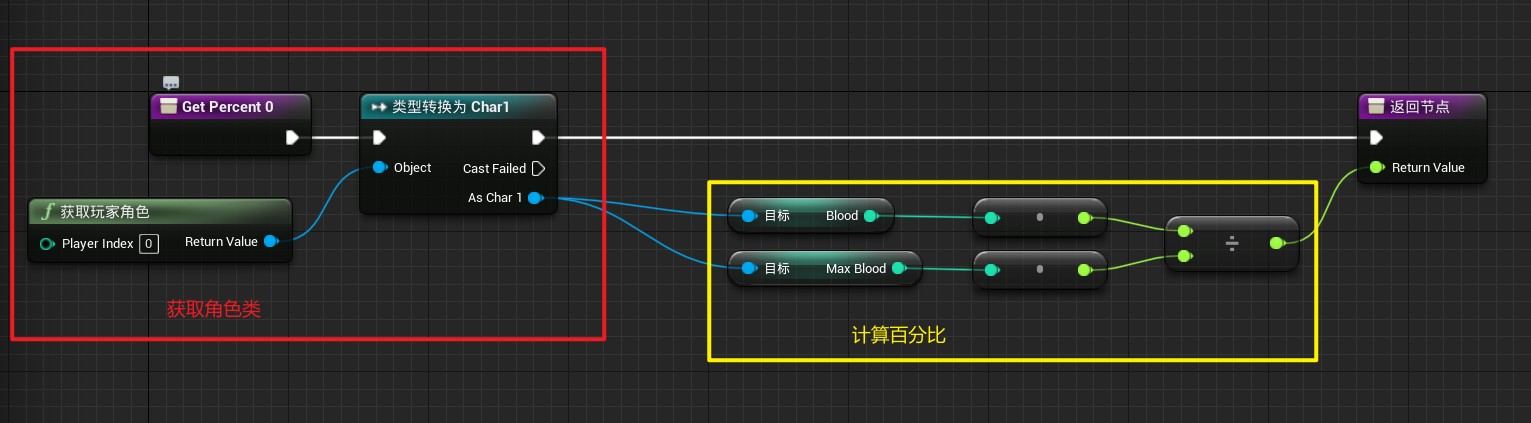 Get Percent 0
类型转换为 Char1
Object
Cast Failed
As Char 1
获取玩家角色
Player Index 0
Return Value
获取角色类
目标 Blood
目标 Max Blood
÷
计算百分比
返回节点
Return Value